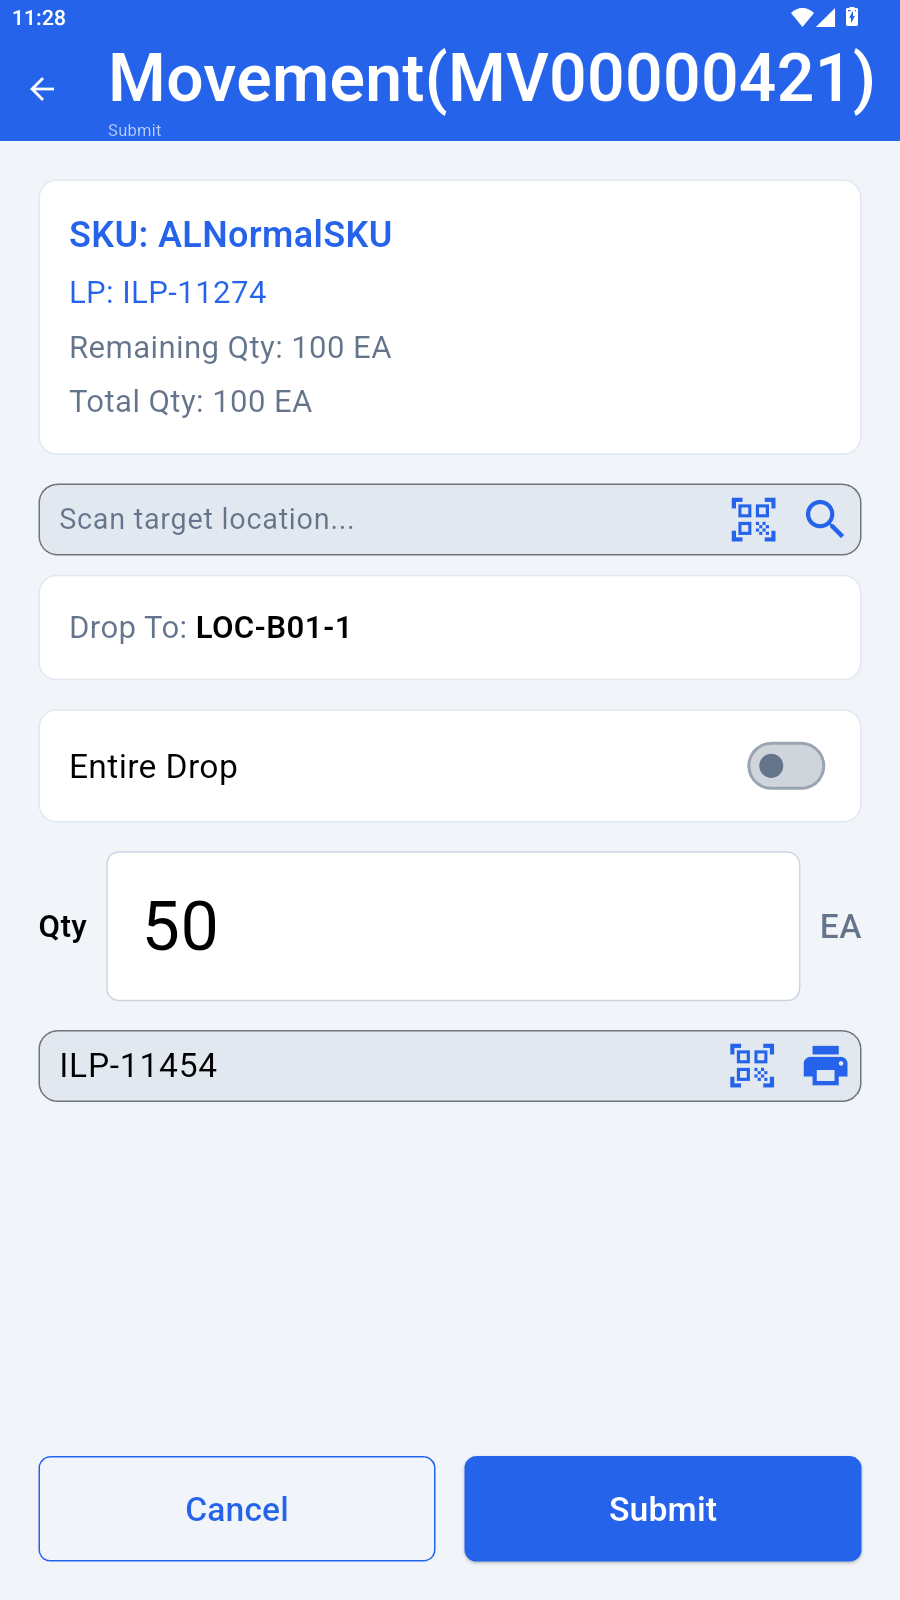 11:28
Movement(MV00000421)
Submit
SKU: ALNormalSKU
LP: ILP-11274
Remaining Qty: 100 EA
Total Qty: 100 EA
Scan target location...
Drop To: LOC-B01-1
Entire Drop
Qty 50 EA
ILP-11454
Cancel Submit